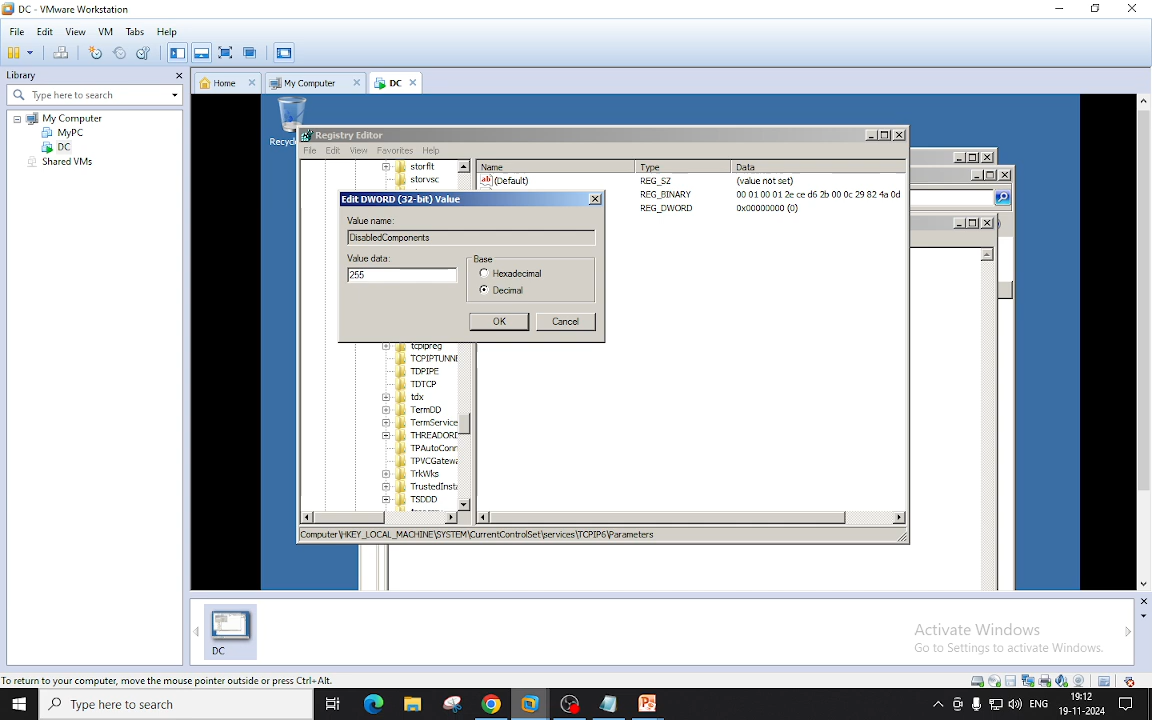 DC - VMware Workstation
File Edit View VM Tabs Help
Library
Type here to search
My Computer
MyPC
DC
Shared VMs
Home My Computer DC
Registry Editor
File Edit View Favorites Help
storflt
storvsc
Name Type Data
(Default) REG_SZ (value not set)
REG_BINARY 00 01 00 01 2e ce d6 2b 00 0c 29 82 4a 0d
REG_DWORD 0x00000000 (0)
Edit DWORD (32-bit) Value
Value name:
DisabledComponents
Value data:
255
Base
Hexadecimal
Decimal
OK Cancel
tcpipreg
TCPIPTUNNE
TDPIPE
TDTCP
tdx
TermDD
TermService
THREADORD
TPAutoConn
TPVCGatewa
TrkWks
TrustedInsta
TSDDD
Computer\HKEY_LOCAL_MACHINE\SYSTEM\CurrentControlSet\services\TCPIP6\Parameters
DC
Activate Windows
Go to Settings to activate Windows.
To return to your computer, move the mouse pointer outside or press Ctrl+Alt.
Type here to search
ENG
19:12
19-11-2024